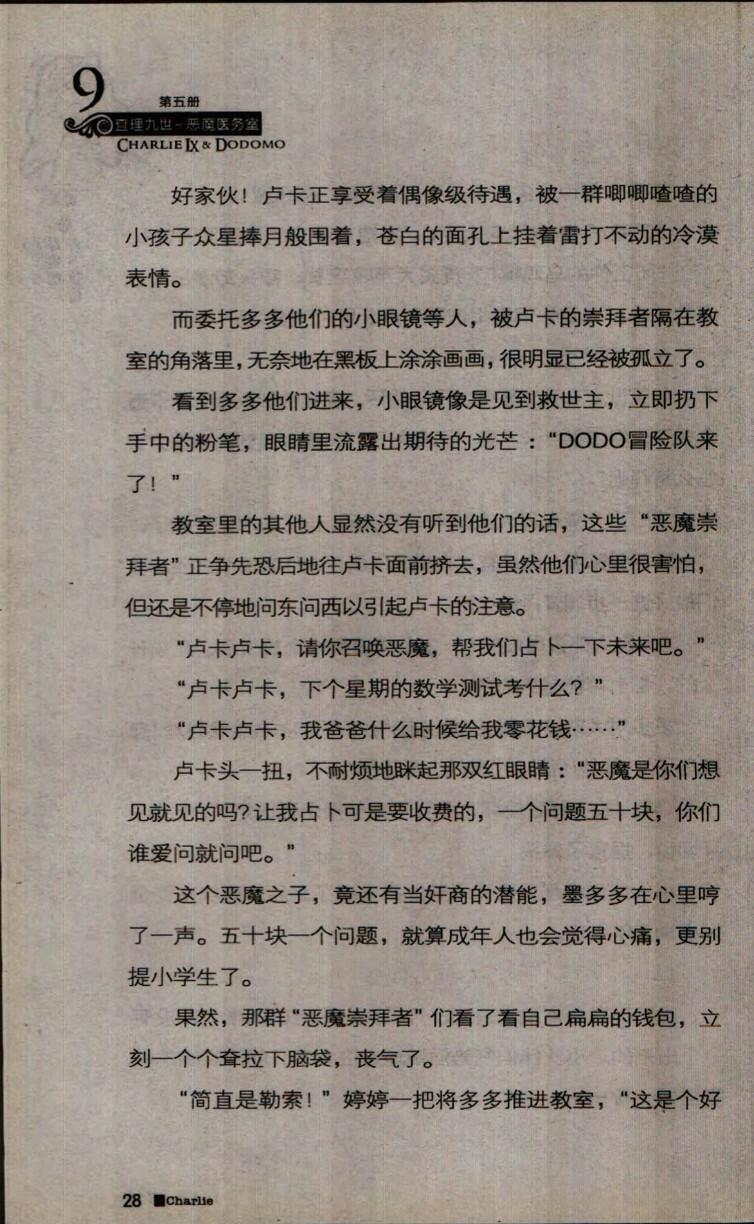 9
第五册
查理九世-恶魔医务室
CHARLIE IX & DODOMO
好家伙！卢卡正享受着偶像级待遇，被一群唧唧喳喳的
小孩子众星捧月般围着，苍白的面孔上挂着雷打不动的冷漠
表情。
而委托多多他们的小眼镜等人，被卢卡的崇拜者隔在教
室的角落里，无奈地在黑板上涂涂画画，很明显已经被孤立了。
看到多多他们进来，小眼镜像是见到救世主，立即扔下
手中的粉笔，眼睛里流露出期待的光芒：“DODO冒险队来
了！”
教室里的其他人显然没有听到他们的话，这些“恶魔崇
拜者”正争先恐后地往卢卡面前挤去，虽然他们心里很害怕，
但还是不停地问东问西以引起卢卡的注意。
“卢卡卢卡，请你召唤恶魔，帮我们占卜一下未来吧。”
“卢卡卢卡，下个星期的数学测试考什么？”
“卢卡卢卡，我爸爸什么时候给我零花钱……”
卢卡头一扭，不耐烦地眯起那双红眼睛：“恶魔是你们想
见就见的吗？让我占卜可是要收费的，一个问题五十块，你们
谁爱问就问吧。”
这个恶魔之子，竟还有当奸商的潜能，墨多多在心里哼
了一声。五十块一个问题，就算成年人也会觉得心痛，更别
提小学生了。
果然，那群“恶魔崇拜者”们看了看自己扁扁的钱包，立
刻一个个耷拉下脑袋，丧气了。
“简直是勒索！”婷婷一把将多多推进教室，“这是个好
28 ■Charlie